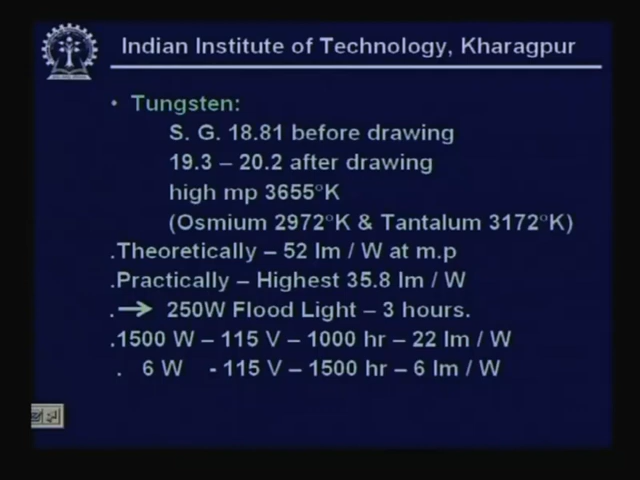 Indian Institute of Technology, Kharagpur
• Tungsten:
S. G. 18.81 before drawing
19.3 – 20.2 after drawing
high mp 3655°K
(Osmium 2972°K & Tantalum 3172°K)
.Theoretically – 52 lm / W at m.p
.Practically – Highest 35.8 lm / W
.→ 250W Flood Light – 3 hours.
.1500 W – 115 V – 1000 hr – 22 lm / W
. 6 W - 115 V – 1500 hr – 6 lm / W